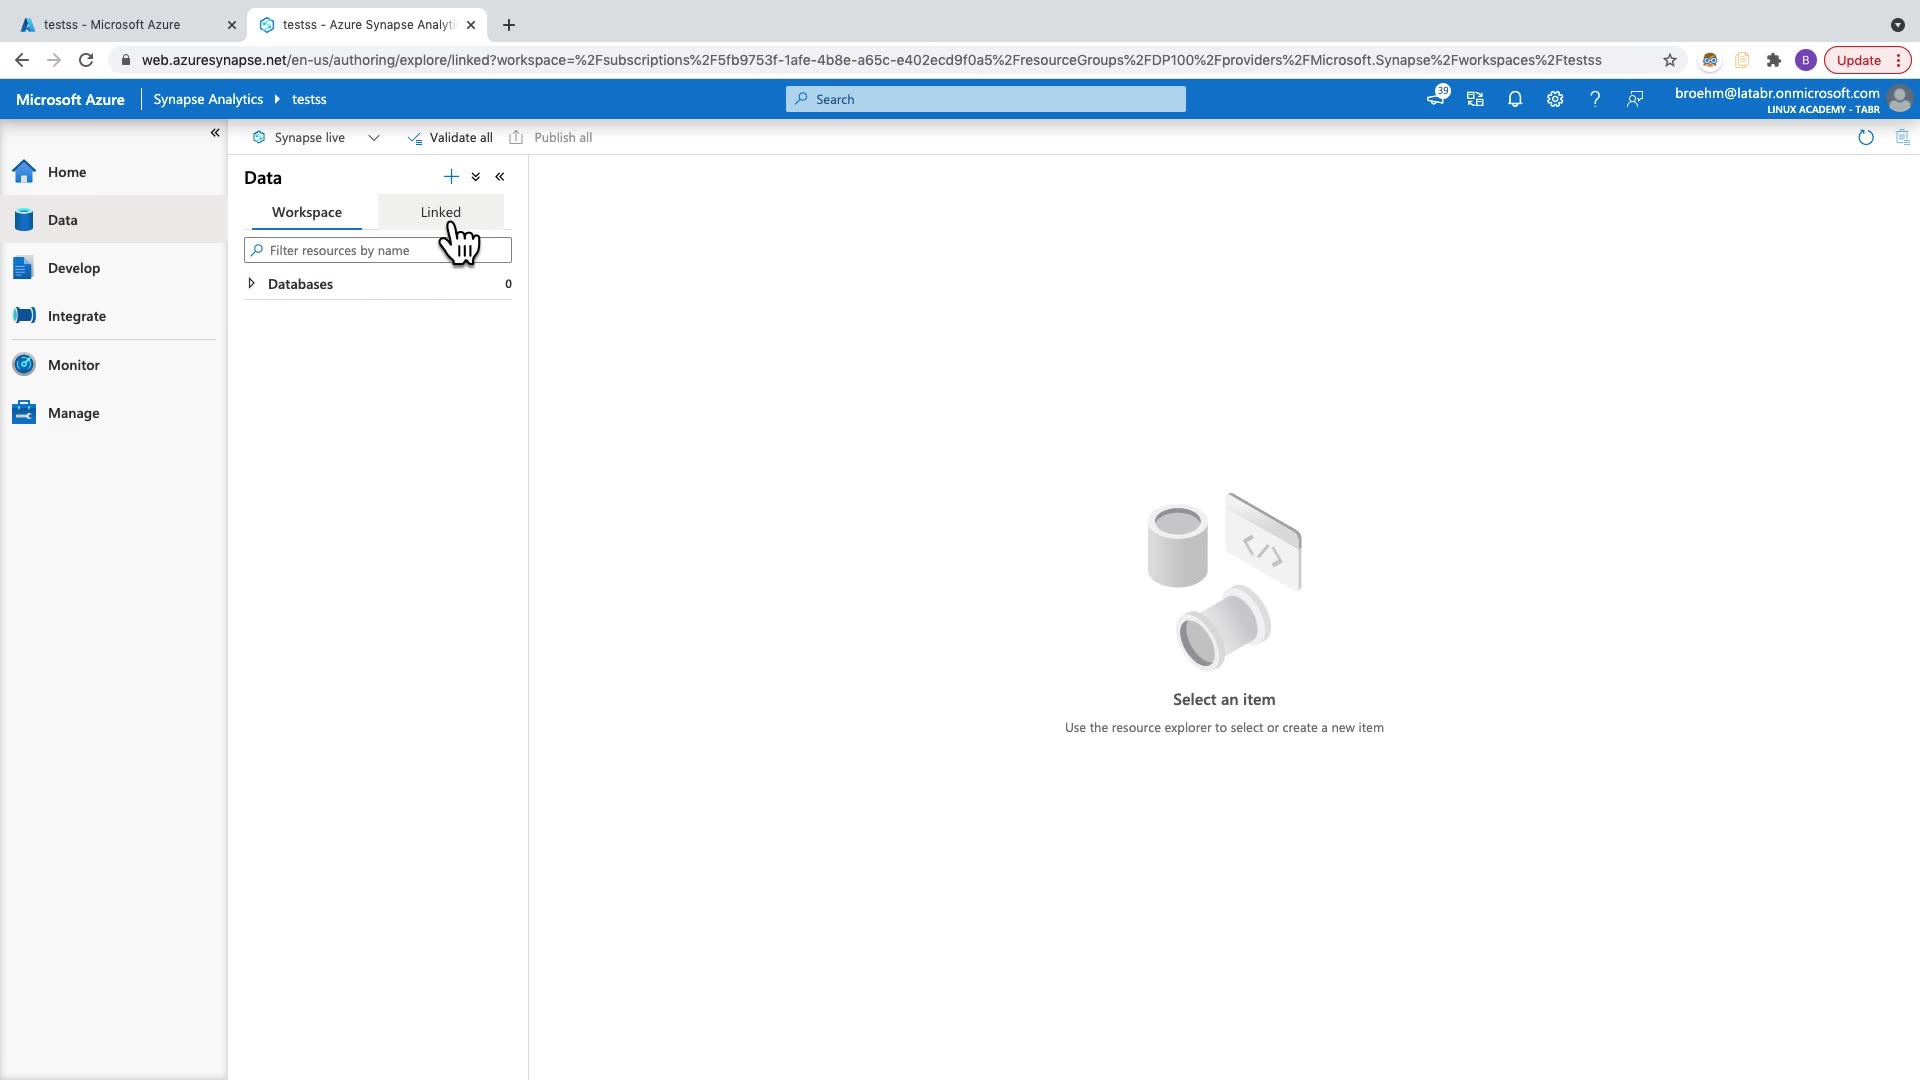 testss - Microsoft Azure
testss - Azure Synapse Analyti
web.azuresynapse.net/en-us/authoring/explore/linked?workspace=%2Fsubscriptions%2F5fb9753f-1afe-4b8e-a65c-e402ecd9f0a5%2FresourceGroups%2FDP100%2Fproviders%2FMicrosoft.Synapse%2Fworkspaces%2Ftestss
B
Update
Microsoft Azure
Synapse Analytics
testss
Search
39
broehm@latabr.onmicrosoft.com
LINUX ACADEMY - TABR
Synapse live
Validate all
Publish all
Home
Data
Develop
Integrate
Monitor
Manage
Data
Workspace
Linked
Filter resources by name
Databases
0
Select an item
Use the resource explorer to select or create a new item